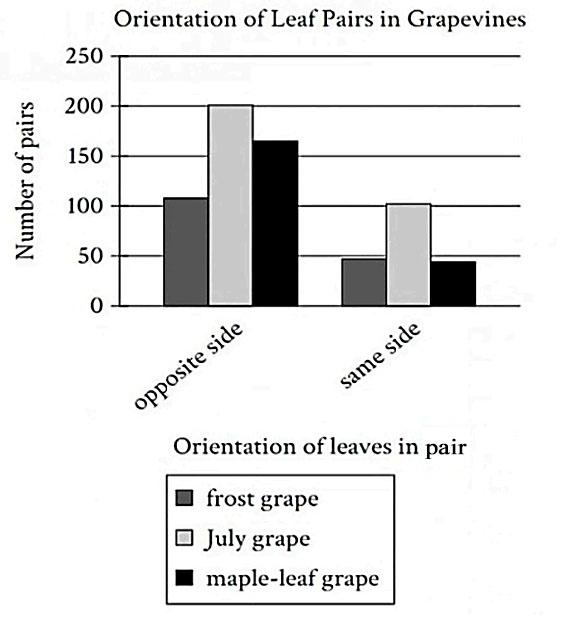 Orientation of Leaf Pairs in Grapevines
Number of pairs
250
200
150
100
50
0
opposite side
same side
Orientation of leaves in pair
frost grape
July grape
maple-leaf grape